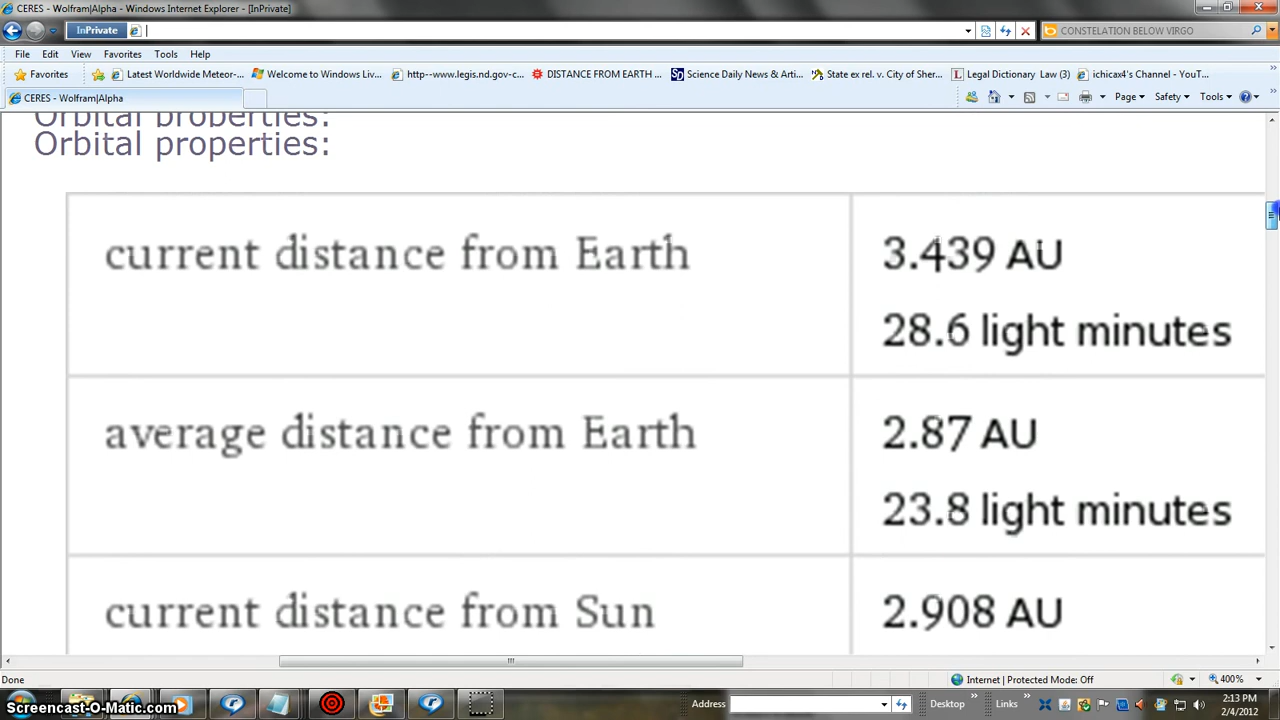 CERES - Wolfram|Alpha - Windows Internet Explorer - [InPrivate]
InPrivate
CONSTELATION BELOW VIRGO
File Edit View Favorites Tools Help
Favorites Latest Worldwide Meteor-... Welcome to Windows Liv... http--www.legis.nd.gov-c... DISTANCE FROM EARTH ... Science Daily News & Arti... State ex rel. v. City of Sher... Legal Dictionary Law (3) ichicax4's Channel - YouT...
CERES - Wolfram|Alpha
Page Safety Tools
Orbital properties:
Orbital properties:
current distance from Earth 3.439 AU
28.6 light minutes
average distance from Earth 2.87 AU
23.8 light minutes
current distance from Sun 2.908 AU
Done Internet | Protected Mode: Off 400%
Screencast-O-Matic.com Address Desktop Links 2:13 PM
2/4/2012